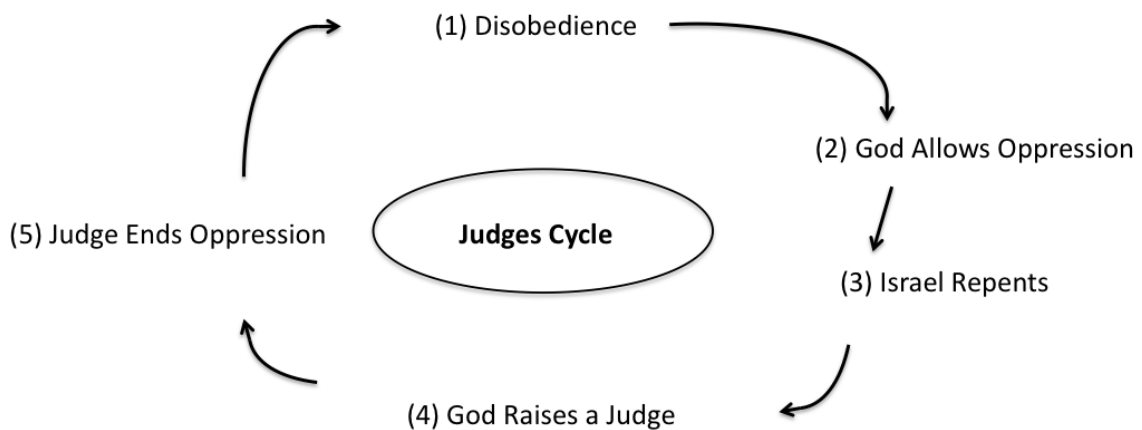 (1) Disobedience
(2) God Allows Oppression
(3) Israel Repents
(4) God Raises a Judge
(5) Judge Ends Oppression
Judges Cycle